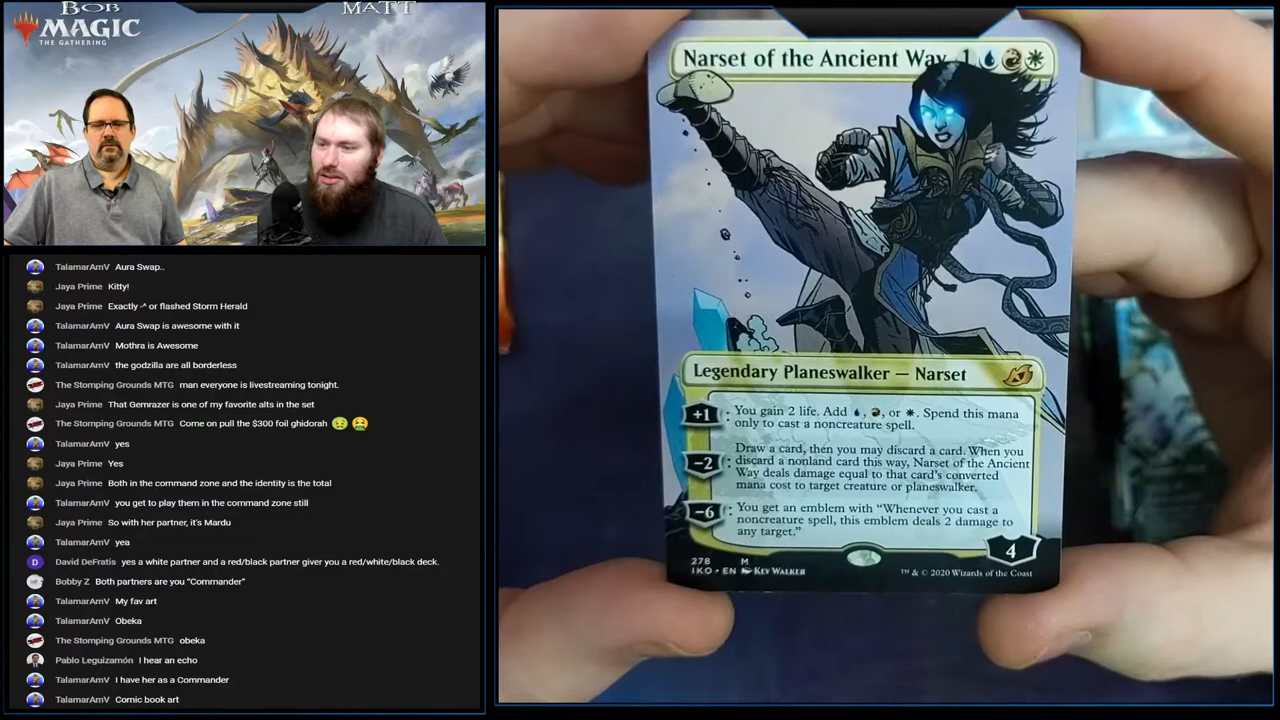 BOB
MATT
MAGIC
THE GATHERING
TalamarAmV Aura Swap..
Jaya Prime Kitty!
Jaya Prime Exactly -^ or flashed Storm Herald
TalamarAmV Aura Swap is awesome with it
TalamarAmV Mothra is Awesome
TalamarAmV the godzilla are all borderless
The Stomping Grounds MTG man everyone is livestreaming tonight.
Jaya Prime That Gemrazer is one of my favorite alts in the set
The Stomping Grounds MTG Come on pull the $300 foil ghidorah 🤢 🤮
TalamarAmV yes
Jaya Prime Yes
Jaya Prime Both in the command zone and the identity is the total
TalamarAmV you get to play them in the command zone still
Jaya Prime So with her partner, it's Mardu
TalamarAmV yea
D David DeFratis yes a white partner and a red/black partner giver you a red/white/black deck.
Bobby Z Both partners are you "Commander"
TalamarAmV My fav art
TalamarAmV Obeka
The Stomping Grounds MTG obeka
Pablo Leguizamón I hear an echo
TalamarAmV I have her as a Commander
TalamarAmV Comic book art
Narset of the Ancient Way 1
Legendary Planeswalker — Narset
+1 : You gain 2 life. Add , , or . Spend this mana
only to cast a noncreature spell.
Draw a card, then you may discard a card. When you
-2 : discard a nonland card this way, Narset of the Ancient
Way deals damage equal to that card's converted
mana cost to target creature or planeswalker.
-6 : You get an emblem with "Whenever you cast a
noncreature spell, this emblem deals 2 damage to
any target."
4
278 M
IKO • EN Kev Walker
™ & © 2020 Wizards of the Coast